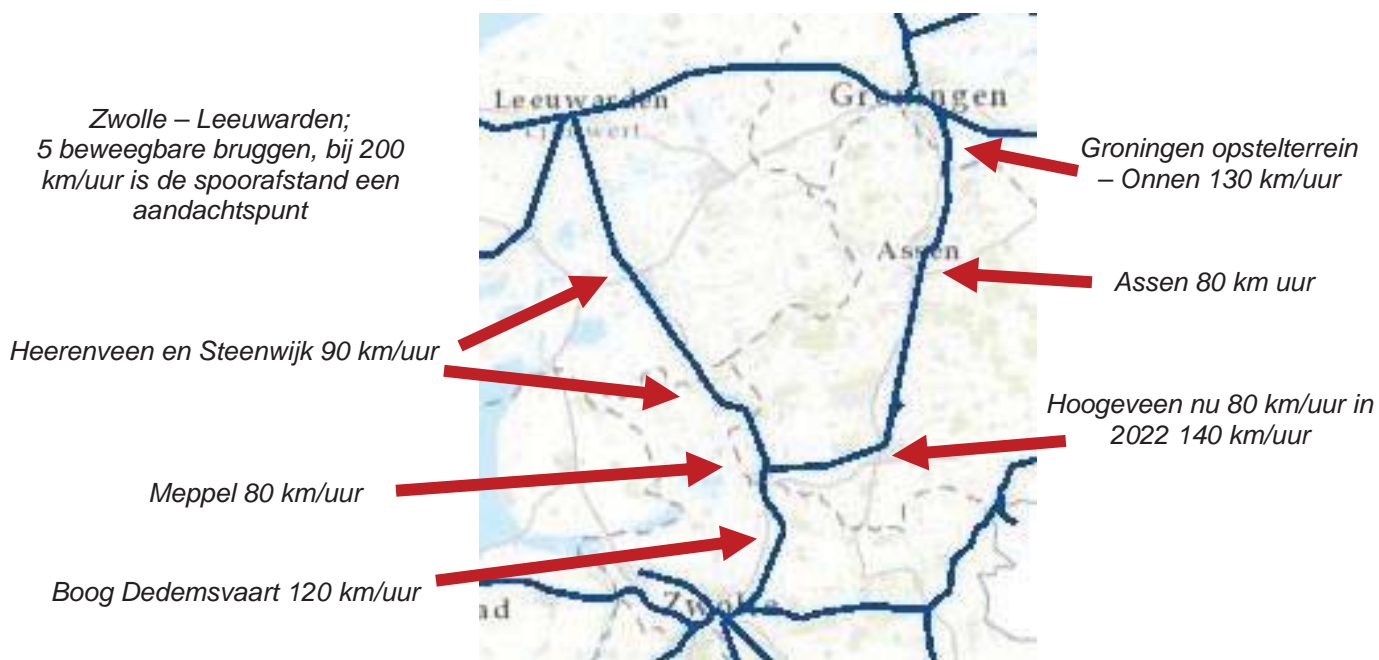 Zwolle – Leeuwarden;
5 beweegbare bruggen, bij 200
km/uur is de spoorafstand een
aandachtspunt
Leeuwarden
Groningen
Groningen opstelterrein
– Onnen 130 km/uur
Assen
Assen 80 km uur
Heerenveen en Steenwijk 90 km/uur
Hoogeveen nu 80 km/uur in
2022 140 km/uur
Meppel 80 km/uur
Boog Dedemsvaart 120 km/uur
ad
Zwolle